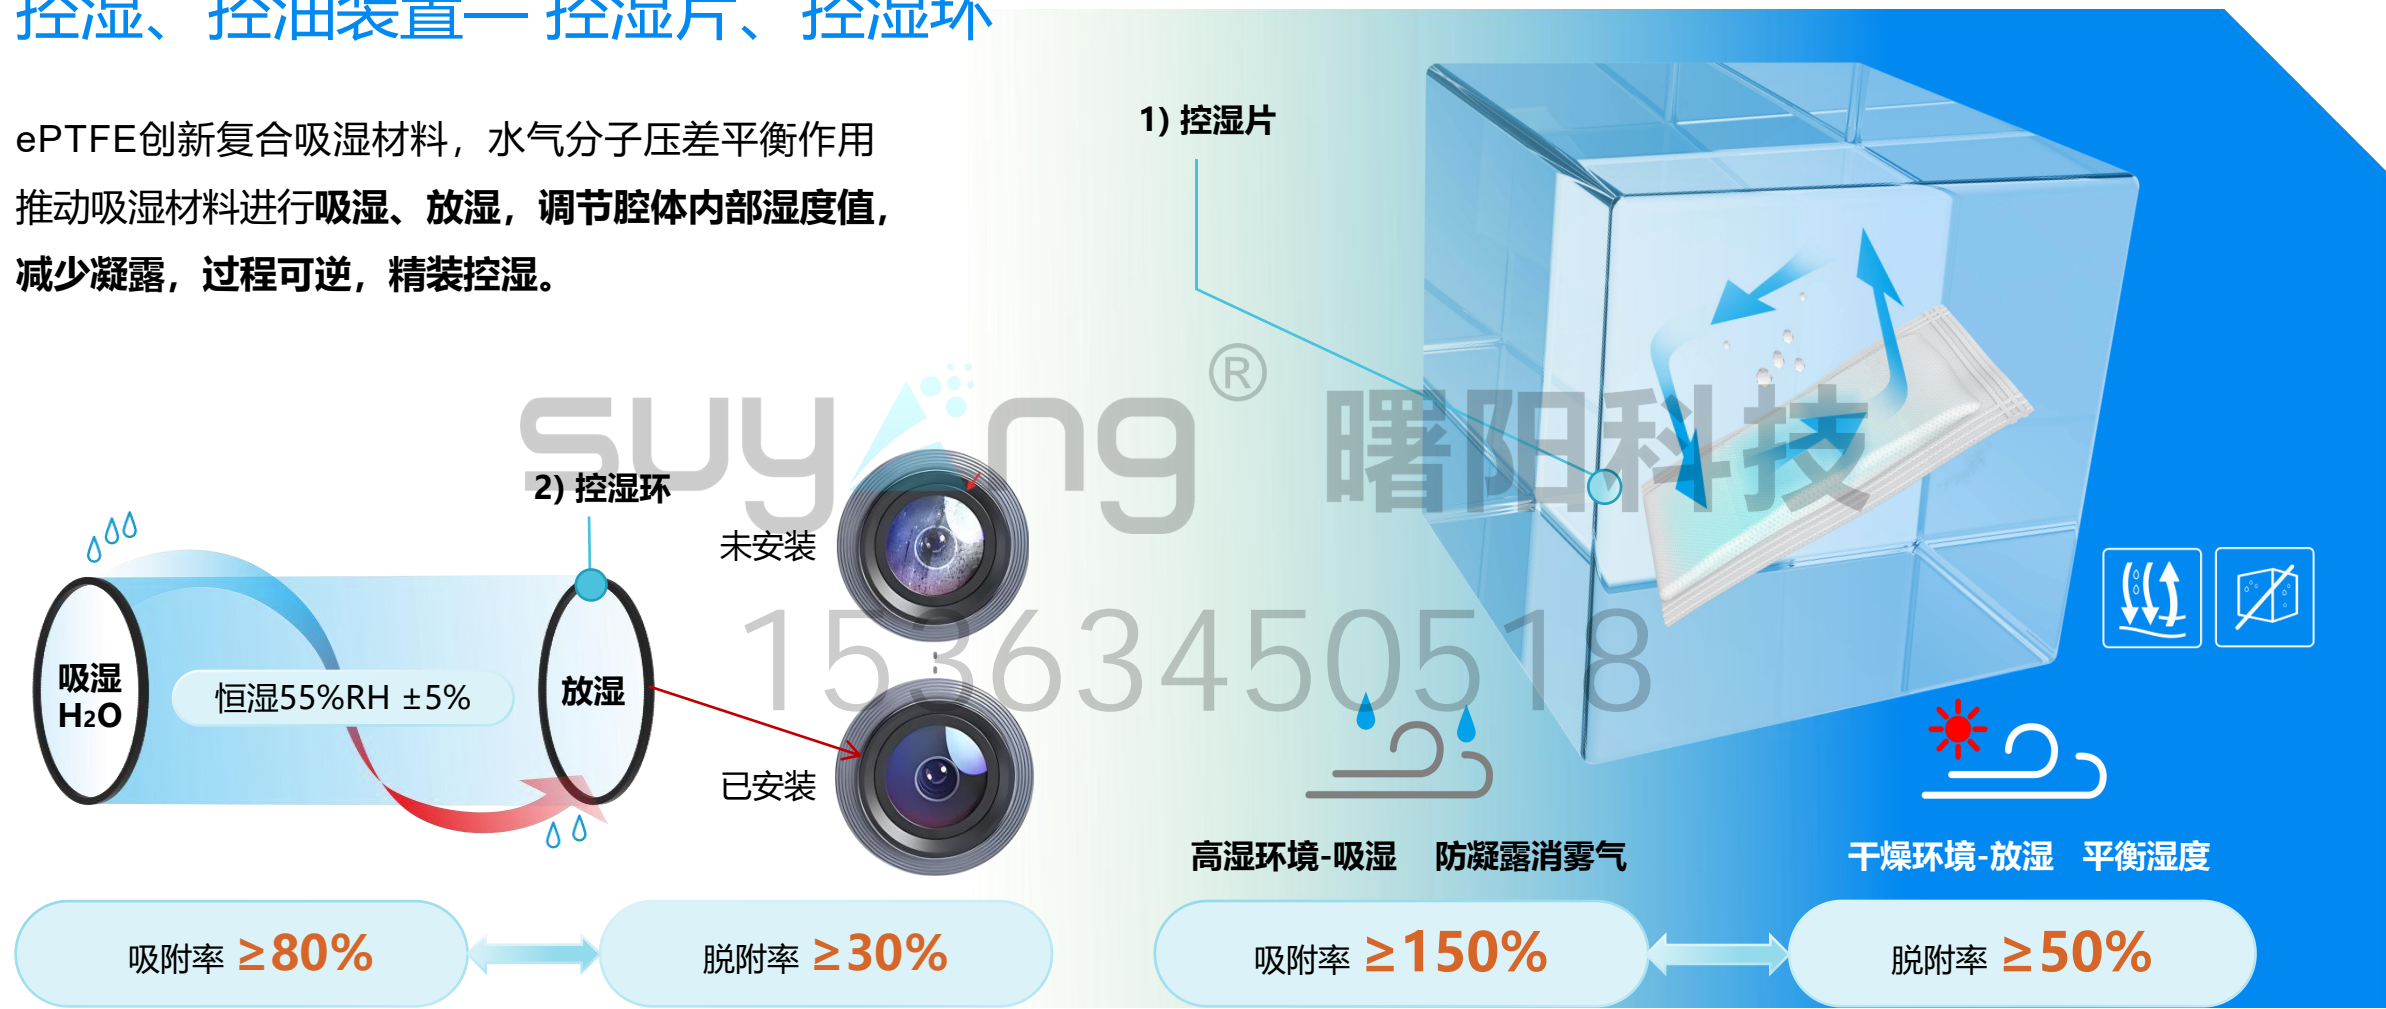 控湿、控油装置— 控湿片、控湿环
ePTFE创新复合吸湿材料，水气分子压差平衡作用
推动吸湿材料进行吸湿、放湿，调节腔体内部湿度值，
减少凝露，过程可逆，精装控湿。
1) 控湿片
suyang® 曙阳科技
15363450518
2) 控湿环
未安装
吸湿
H₂O
恒湿55%RH ±5%
放湿
已安装
高湿环境-吸湿 防凝露消雾气
干燥环境-放湿 平衡湿度
吸附率 ≥80%
脱附率 ≥30%
吸附率 ≥150%
脱附率 ≥50%